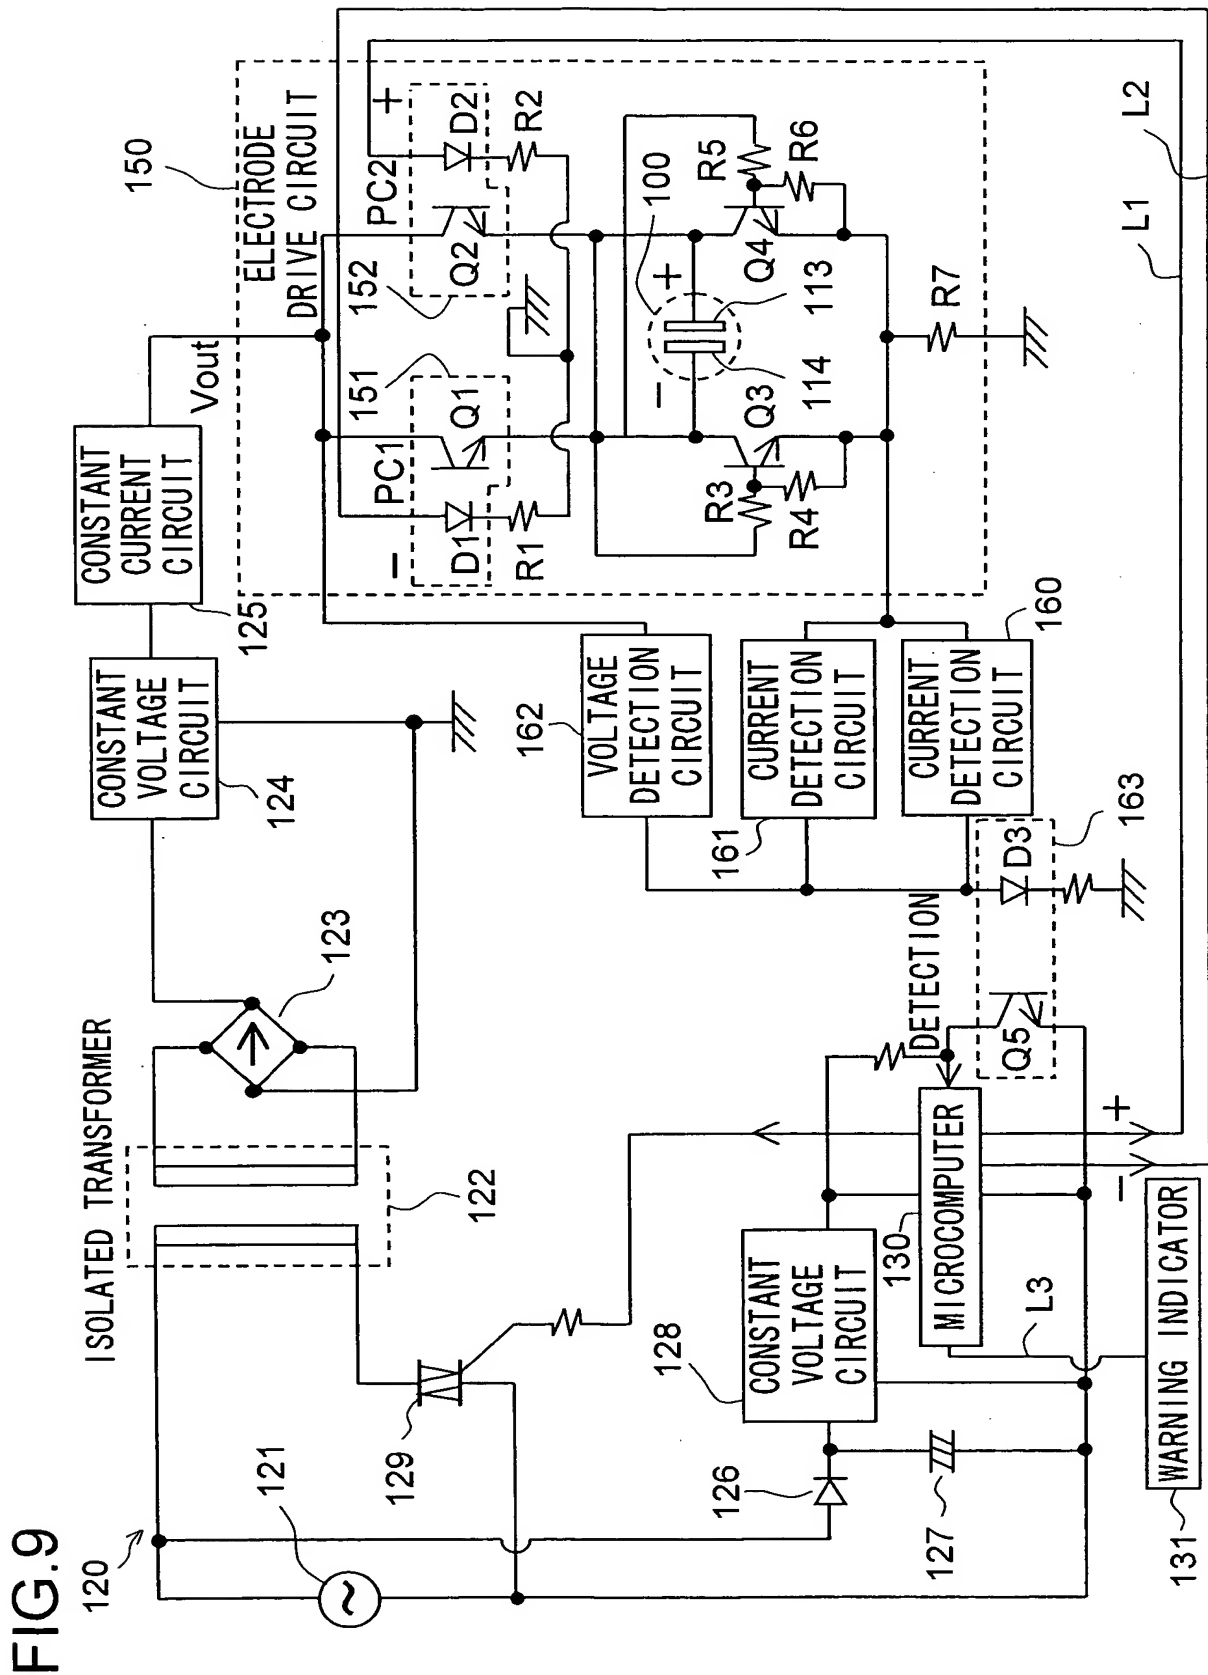 FIG.9
120
121
ISOLATED TRANSFORMER
122
123
129
CONSTANT
VOLTAGE
CIRCUIT
124
CONSTANT
CURRENT
CIRCUIT
125
Vout
150
ELECTRODE
DRIVE CIRCUIT
PC1
151
−
D1
Q1
R1
PC2
152
+
D2
Q2
R2
100
−
+
114
113
Q3
R3
R4
Q4
R5
R6
R7
L1
L2
162
VOLTAGE
DETECTION
CIRCUIT
161
CURRENT
DETECTION
CIRCUIT
160
CURRENT
DETECTION
CIRCUIT
163
D3
Q5
DETECTION
126
127
128
CONSTANT
VOLTAGE
CIRCUIT
130
MICROCOMPUTER
+
−
L3
131
WARNING INDICATOR